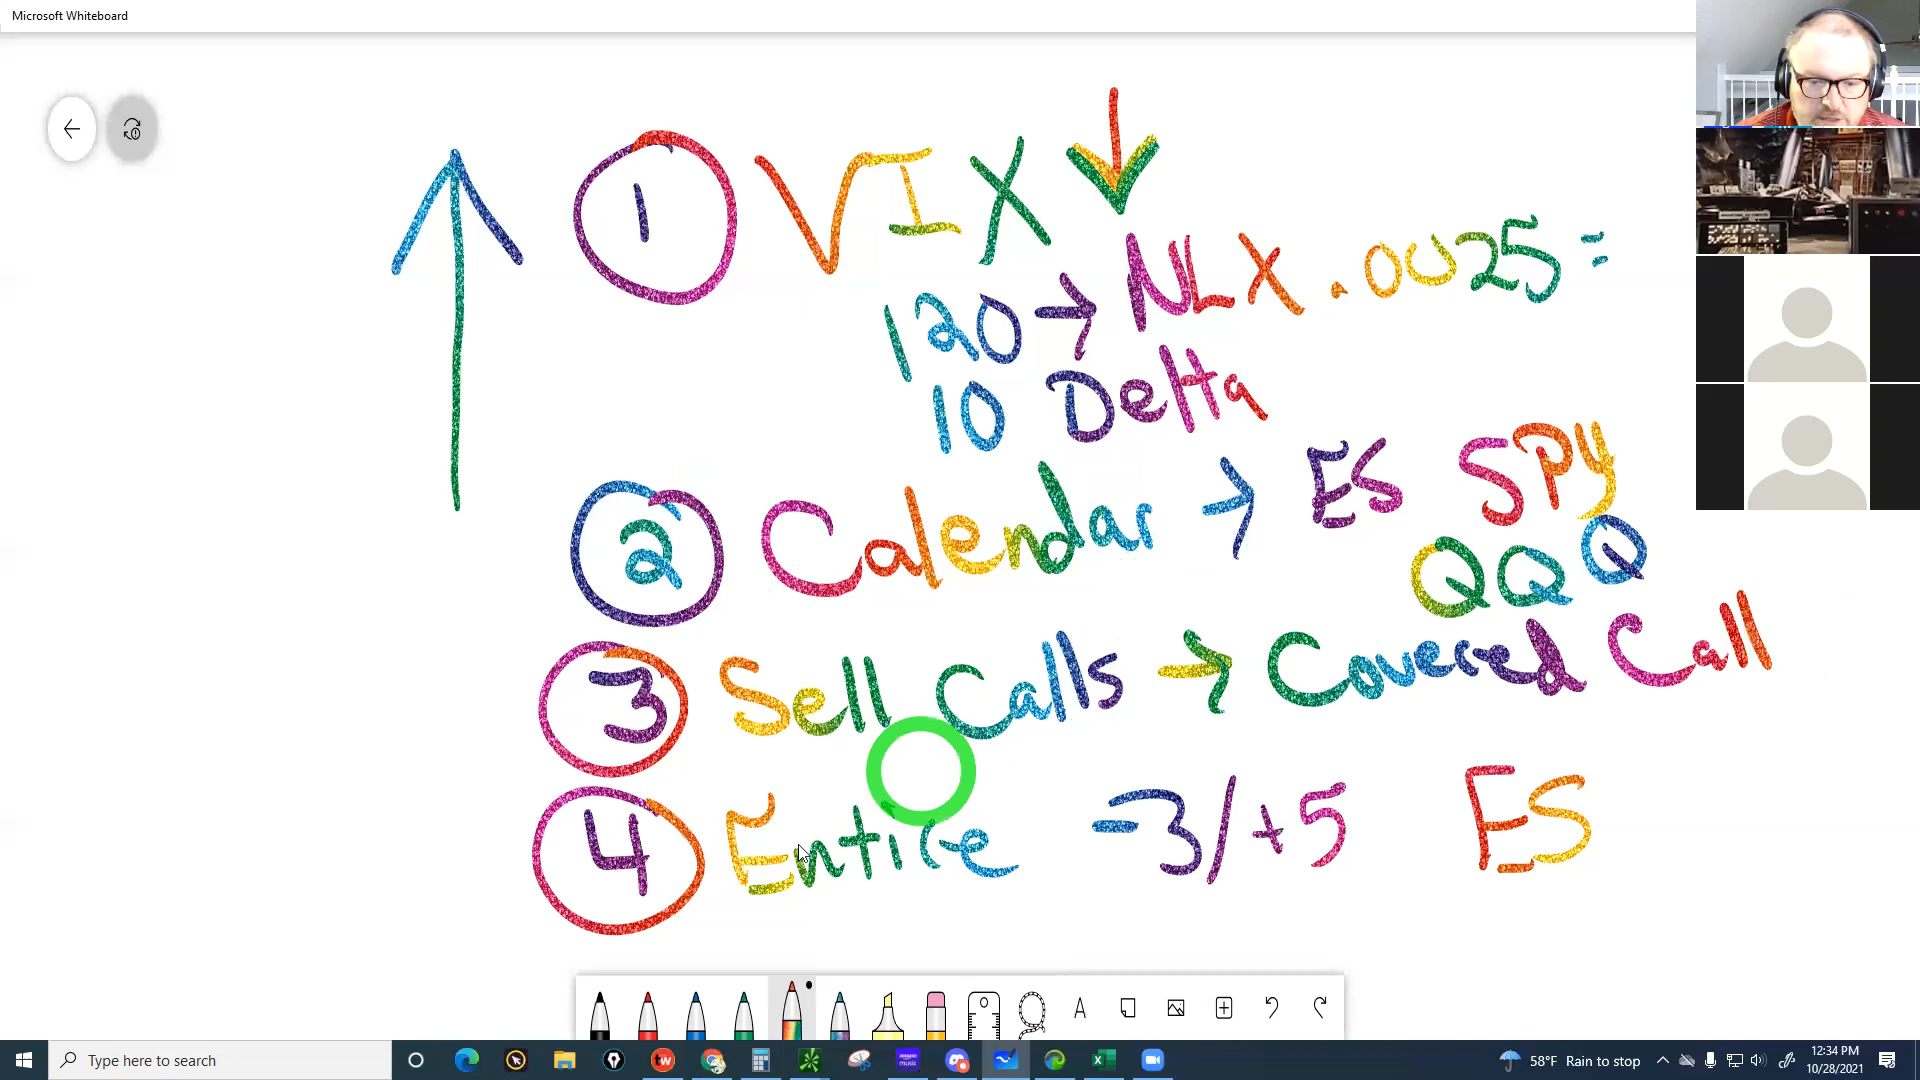 Microsoft Whiteboard
1 VIX
120 → NLX .0025 =
10 Delta
2 Calendar → ES SPY
QQQ
3 Sell Calls → Covered Call
4 Entice -3/+5 ES
Type here to search
58°F Rain to stop
12:34 PM
10/28/2021